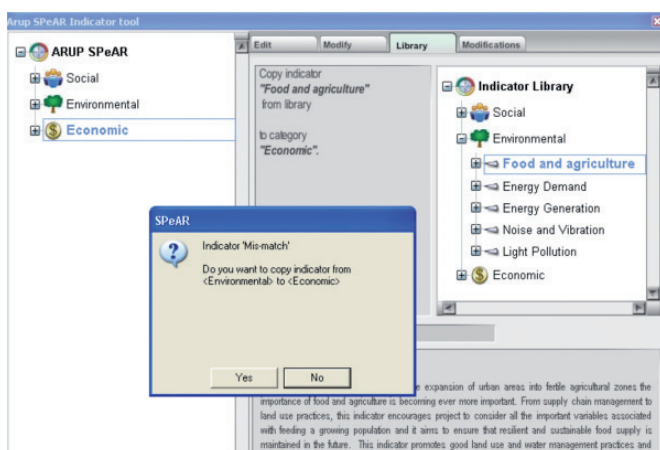 Arup SPeAR Indicator tool
ARUP SPeAR
Social
Environmental
Economic
Edit
Modify
Library
Modifications
Copy indicator
"Food and agriculture"
from library
to category
"Economic".
Indicator Library
Social
Environmental
Food and agriculture
Energy Demand
Energy Generation
Noise and Vibration
Light Pollution
Economic
SPeAR
Indicator 'Mis-match'
Do you want to copy indicator from
<Environmental> to <Economic>
Yes
No
expansion of urban areas into fertile agricultural zones the
importance of food and agriculture is becoming ever more important. From supply chain management to
land use practices, this indicator encourages project to consider all the important variables associated
with feeding a growing population and it aims to ensure that resilient and sustainable food supply is
maintained in the future. This indicator promotes good land use and water management practices and